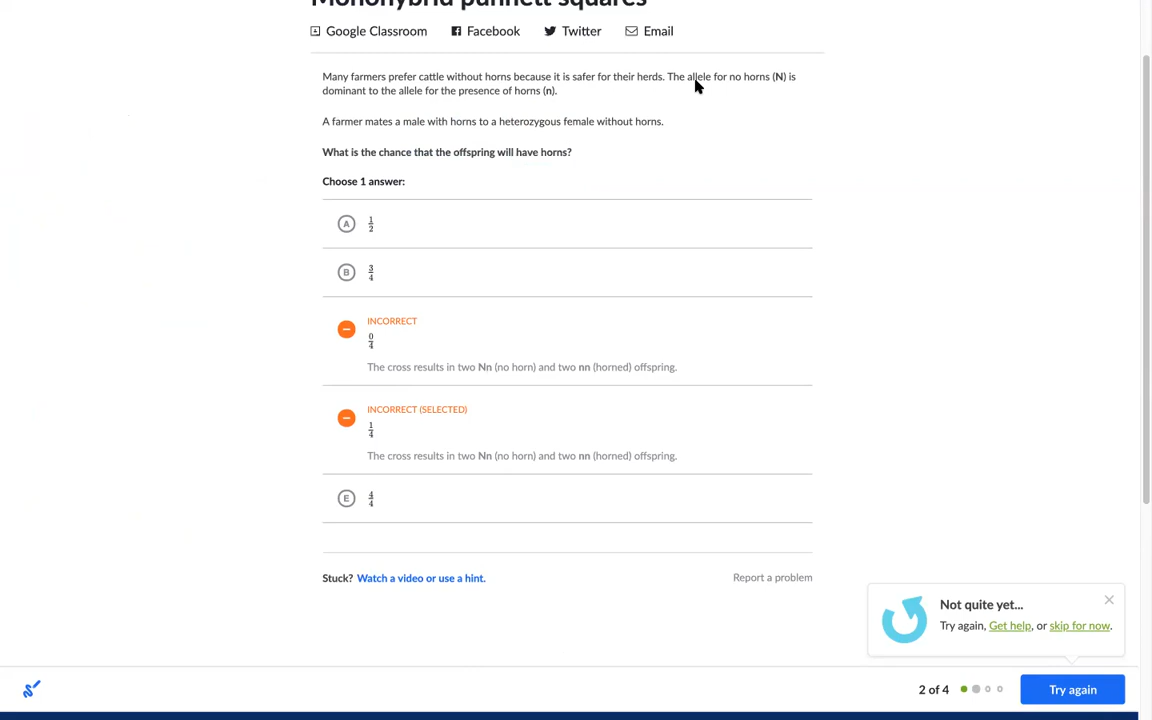 Monohybrid punnett squares
Google Classroom Facebook Twitter Email
Many farmers prefer cattle without horns because it is safer for their herds. The allele for no horns (N) is
dominant to the allele for the presence of horns (n).
A farmer mates a male with horns to a heterozygous female without horns.
What is the chance that the offspring will have horns?
Choose 1 answer:
A 1/2
B 3/4
INCORRECT
0/4
The cross results in two Nn (no horn) and two nn (horned) offspring.
INCORRECT (SELECTED)
1/4
The cross results in two Nn (no horn) and two nn (horned) offspring.
E 4/4
Stuck? Watch a video or use a hint.
Report a problem
Not quite yet...
Try again, Get help, or skip for now.
2 of 4
Try again